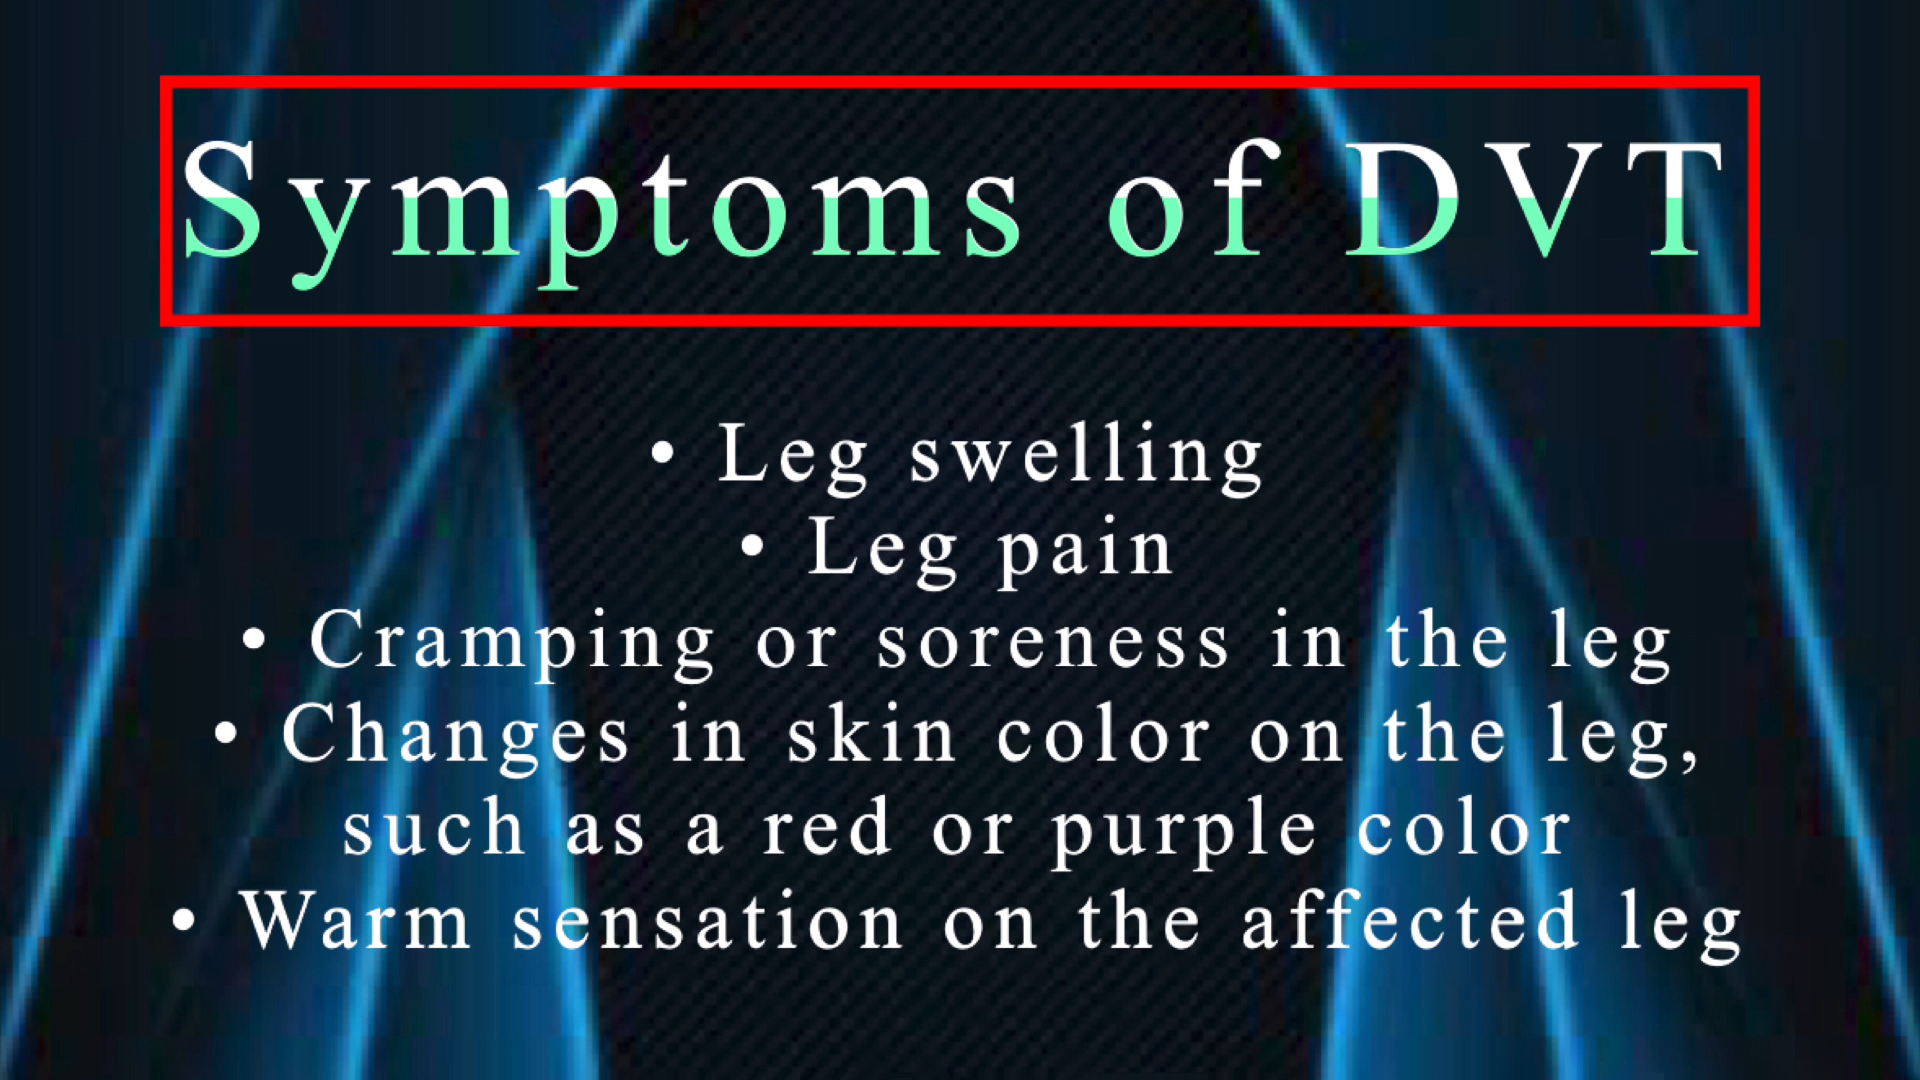 Symptoms of DVT
• Leg swelling
• Leg pain
• Cramping or soreness in the leg
• Changes in skin color on the leg,
such as a red or purple color
• Warm sensation on the affected leg